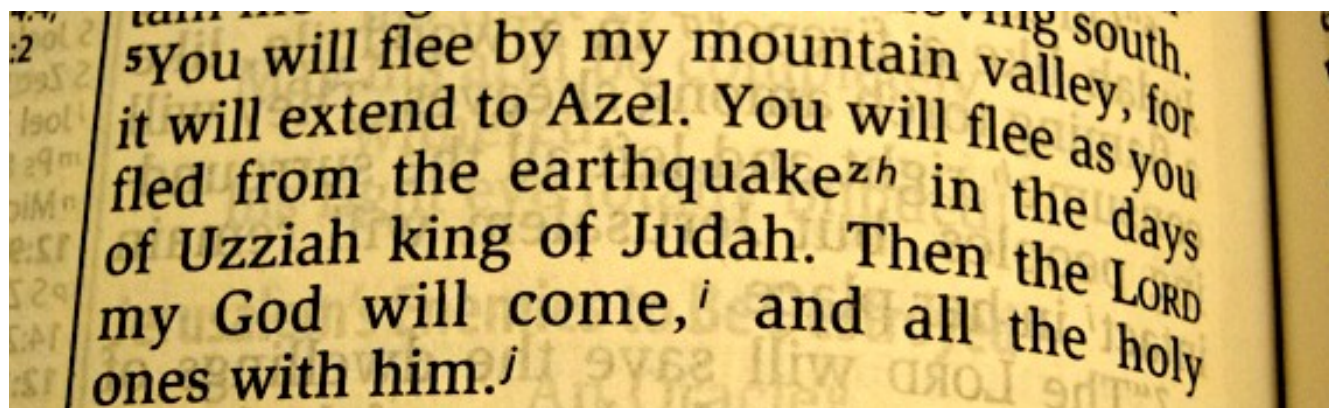 :2
south.
⁵You will flee by my mountain valley, for
it will extend to Azel. You will flee as you
fled from the earthquakeᶻʰ in the days
of Uzziah king of Judah. Then the LORD
my God will come,ⁱ and all the holy
ones with him.ʲ